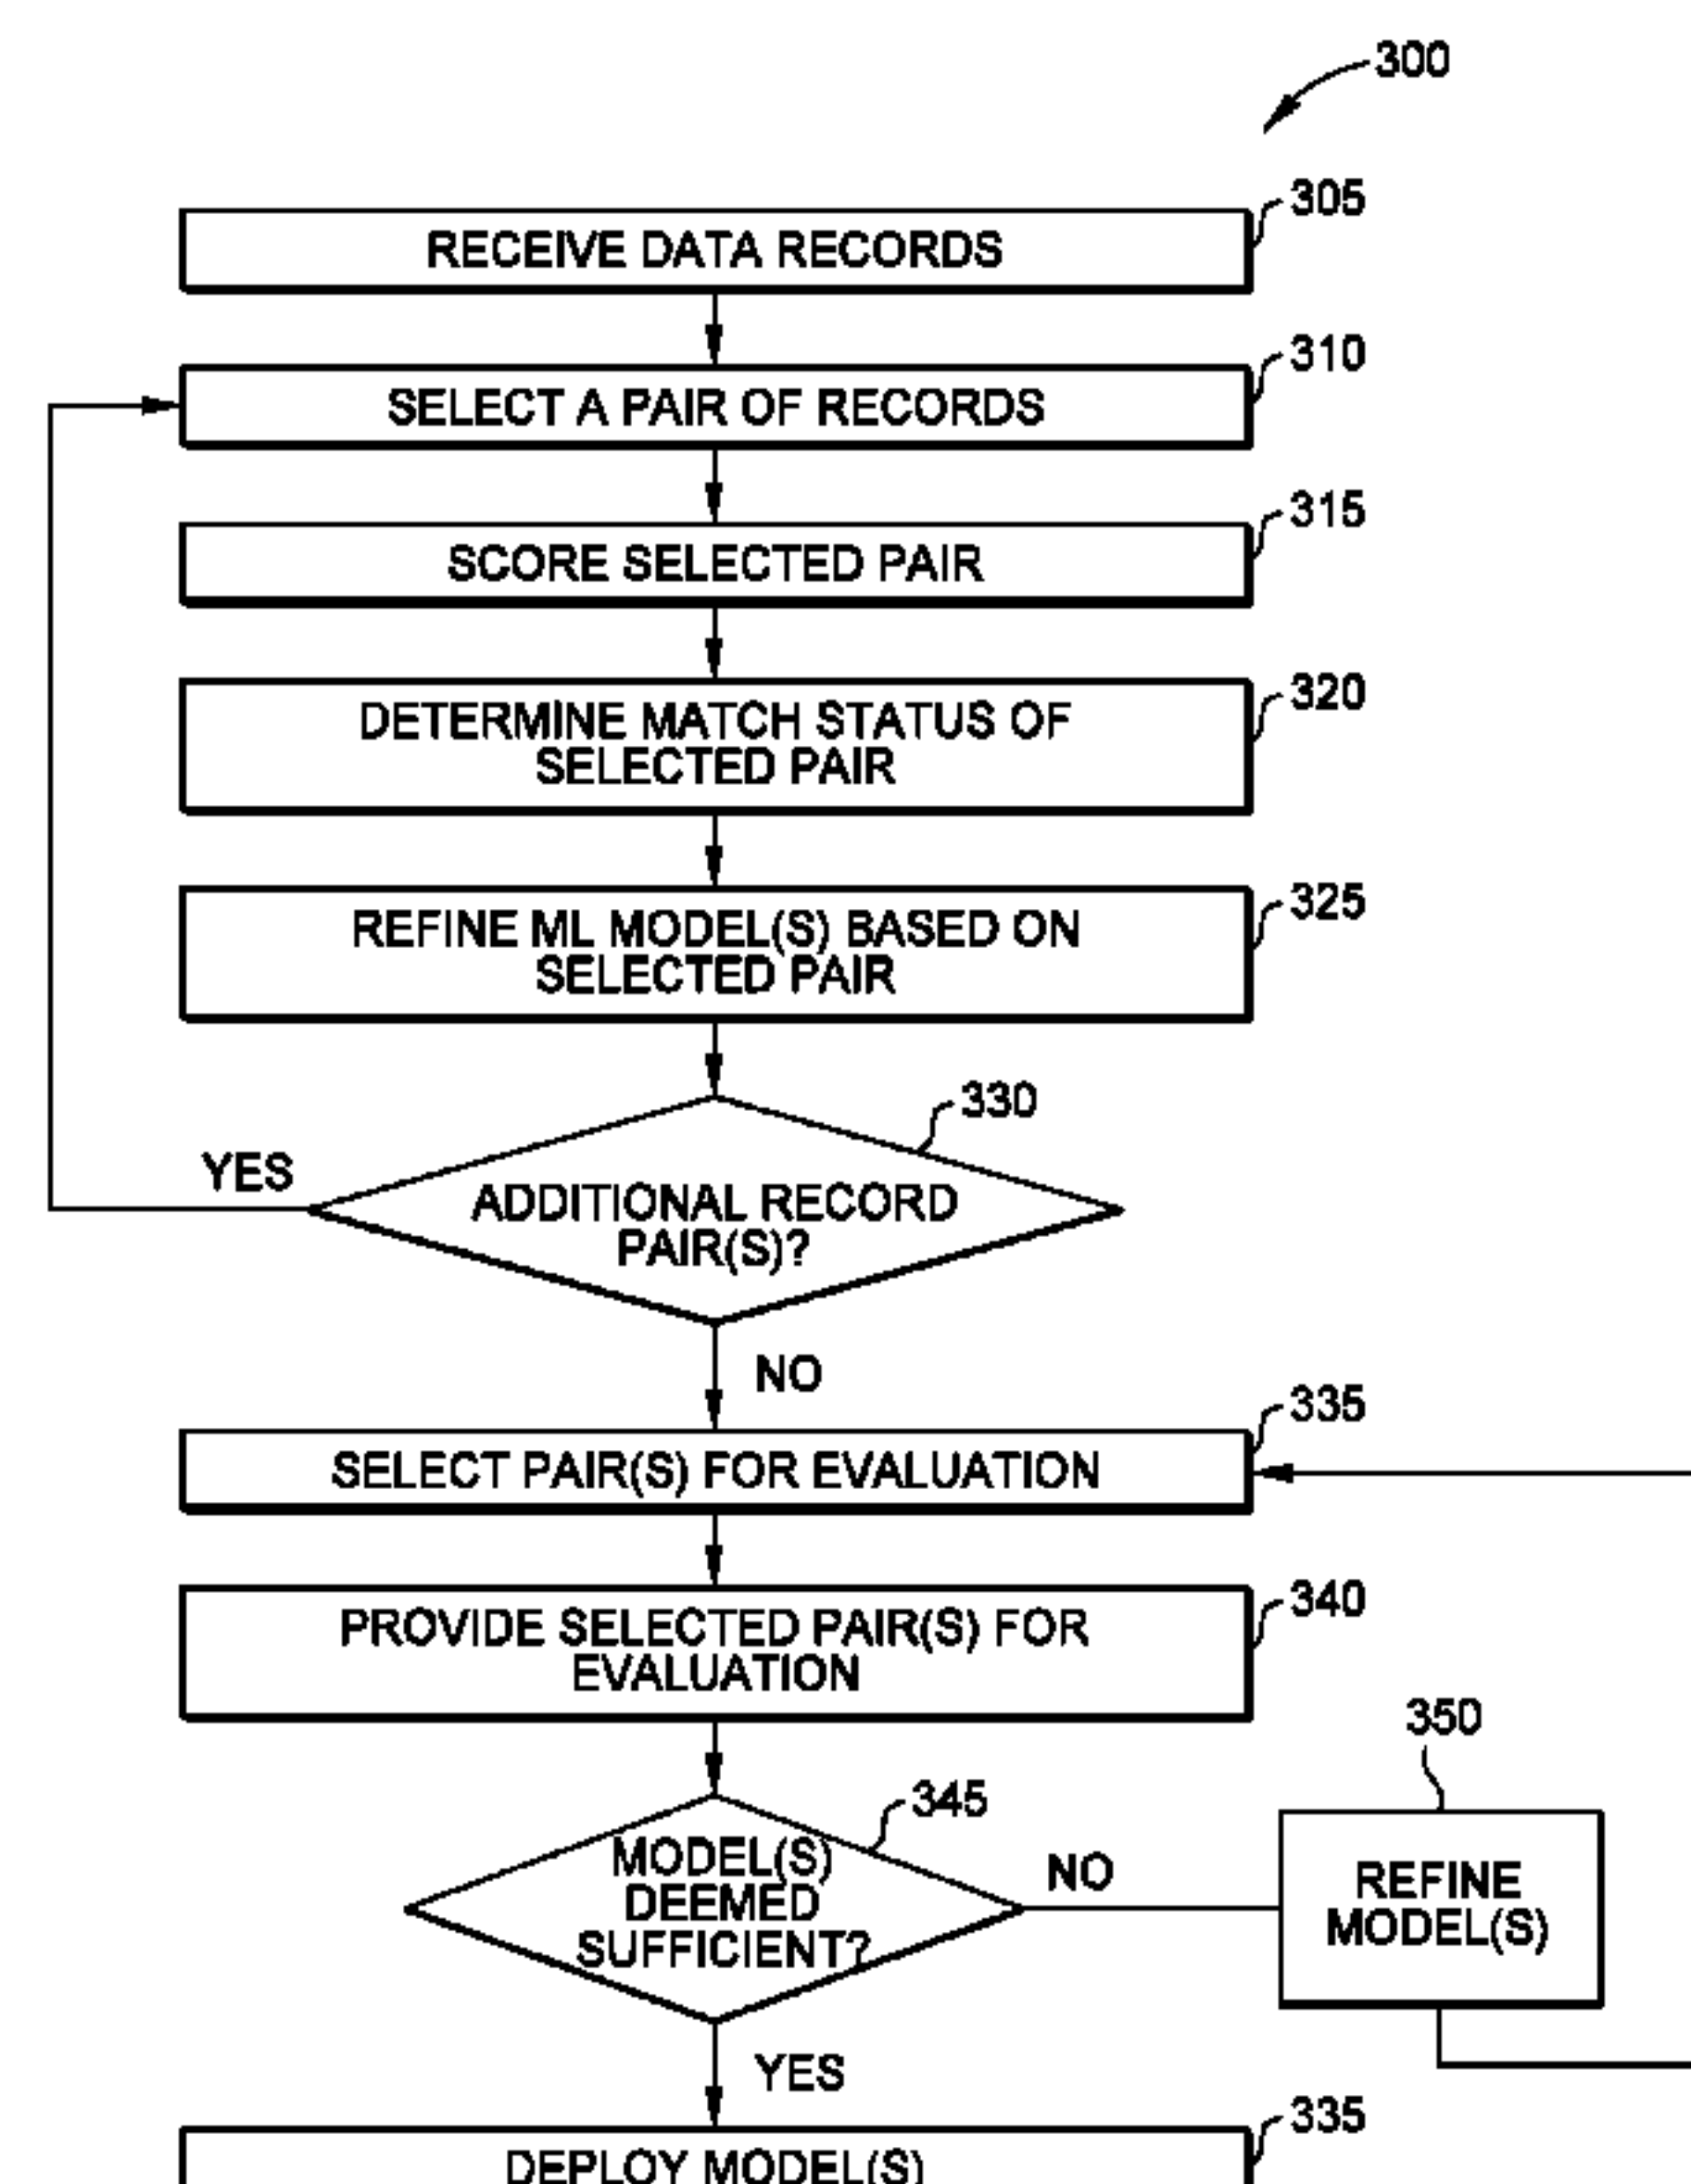 300
305
RECEIVE DATA RECORDS
310
SELECT A PAIR OF RECORDS
315
SCORE SELECTED PAIR
320
DETERMINE MATCH STATUS OF
SELECTED PAIR
325
REFINE ML MODEL(S) BASED ON
SELECTED PAIR
330
YES
ADDITIONAL RECORD
PAIR(S)?
NO
335
SELECT PAIR(S) FOR EVALUATION
340
PROVIDE SELECTED PAIR(S) FOR
EVALUATION
345
MODEL(S)
DEEMED
SUFFICIENT?
NO
350
REFINE
MODEL(S)
YES
335
DEPLOY MODEL(S)